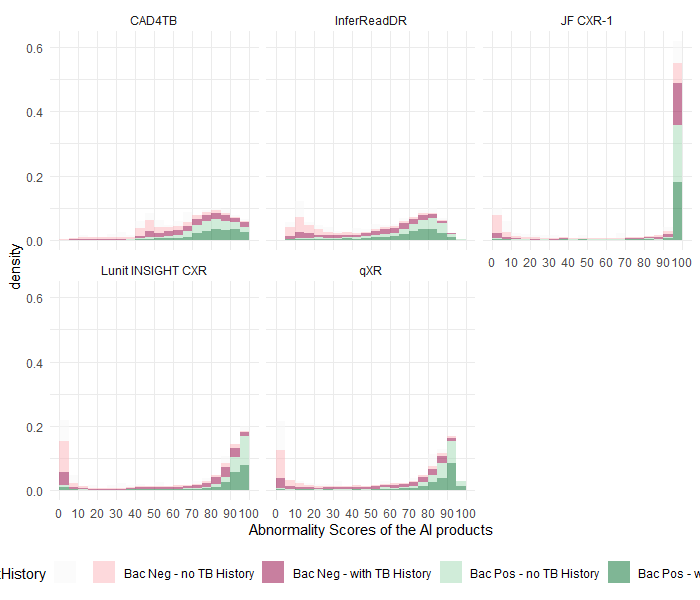 CAD4TB InferReadDR JF CXR-1
0.6
0.4
0.2
0.0
0 10 20 30 40 50 60 70 80 90 100
density
Lunit INSIGHT CXR qXR
0.6
0.4
0.2
0.0
0 10 20 30 40 50 60 70 80 90 100 0 10 20 30 40 50 60 70 80 90 100
Abnormality Scores of the AI products
History Bac Neg - no TB History Bac Neg - with TB History Bac Pos - no TB History Bac Pos - w